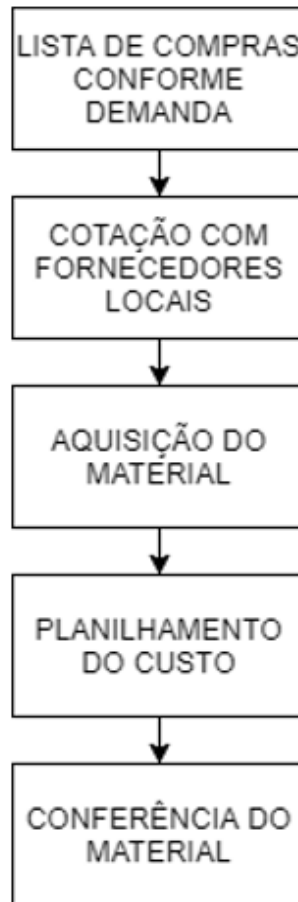 LISTA DE COMPRAS
CONFORME
DEMANDA
COTAÇÃO COM
FORNECEDORES
LOCAIS
AQUISIÇÃO DO
MATERIAL
PLANILHAMENTO
DO CUSTO
CONFERÊNCIA DO
MATERIAL